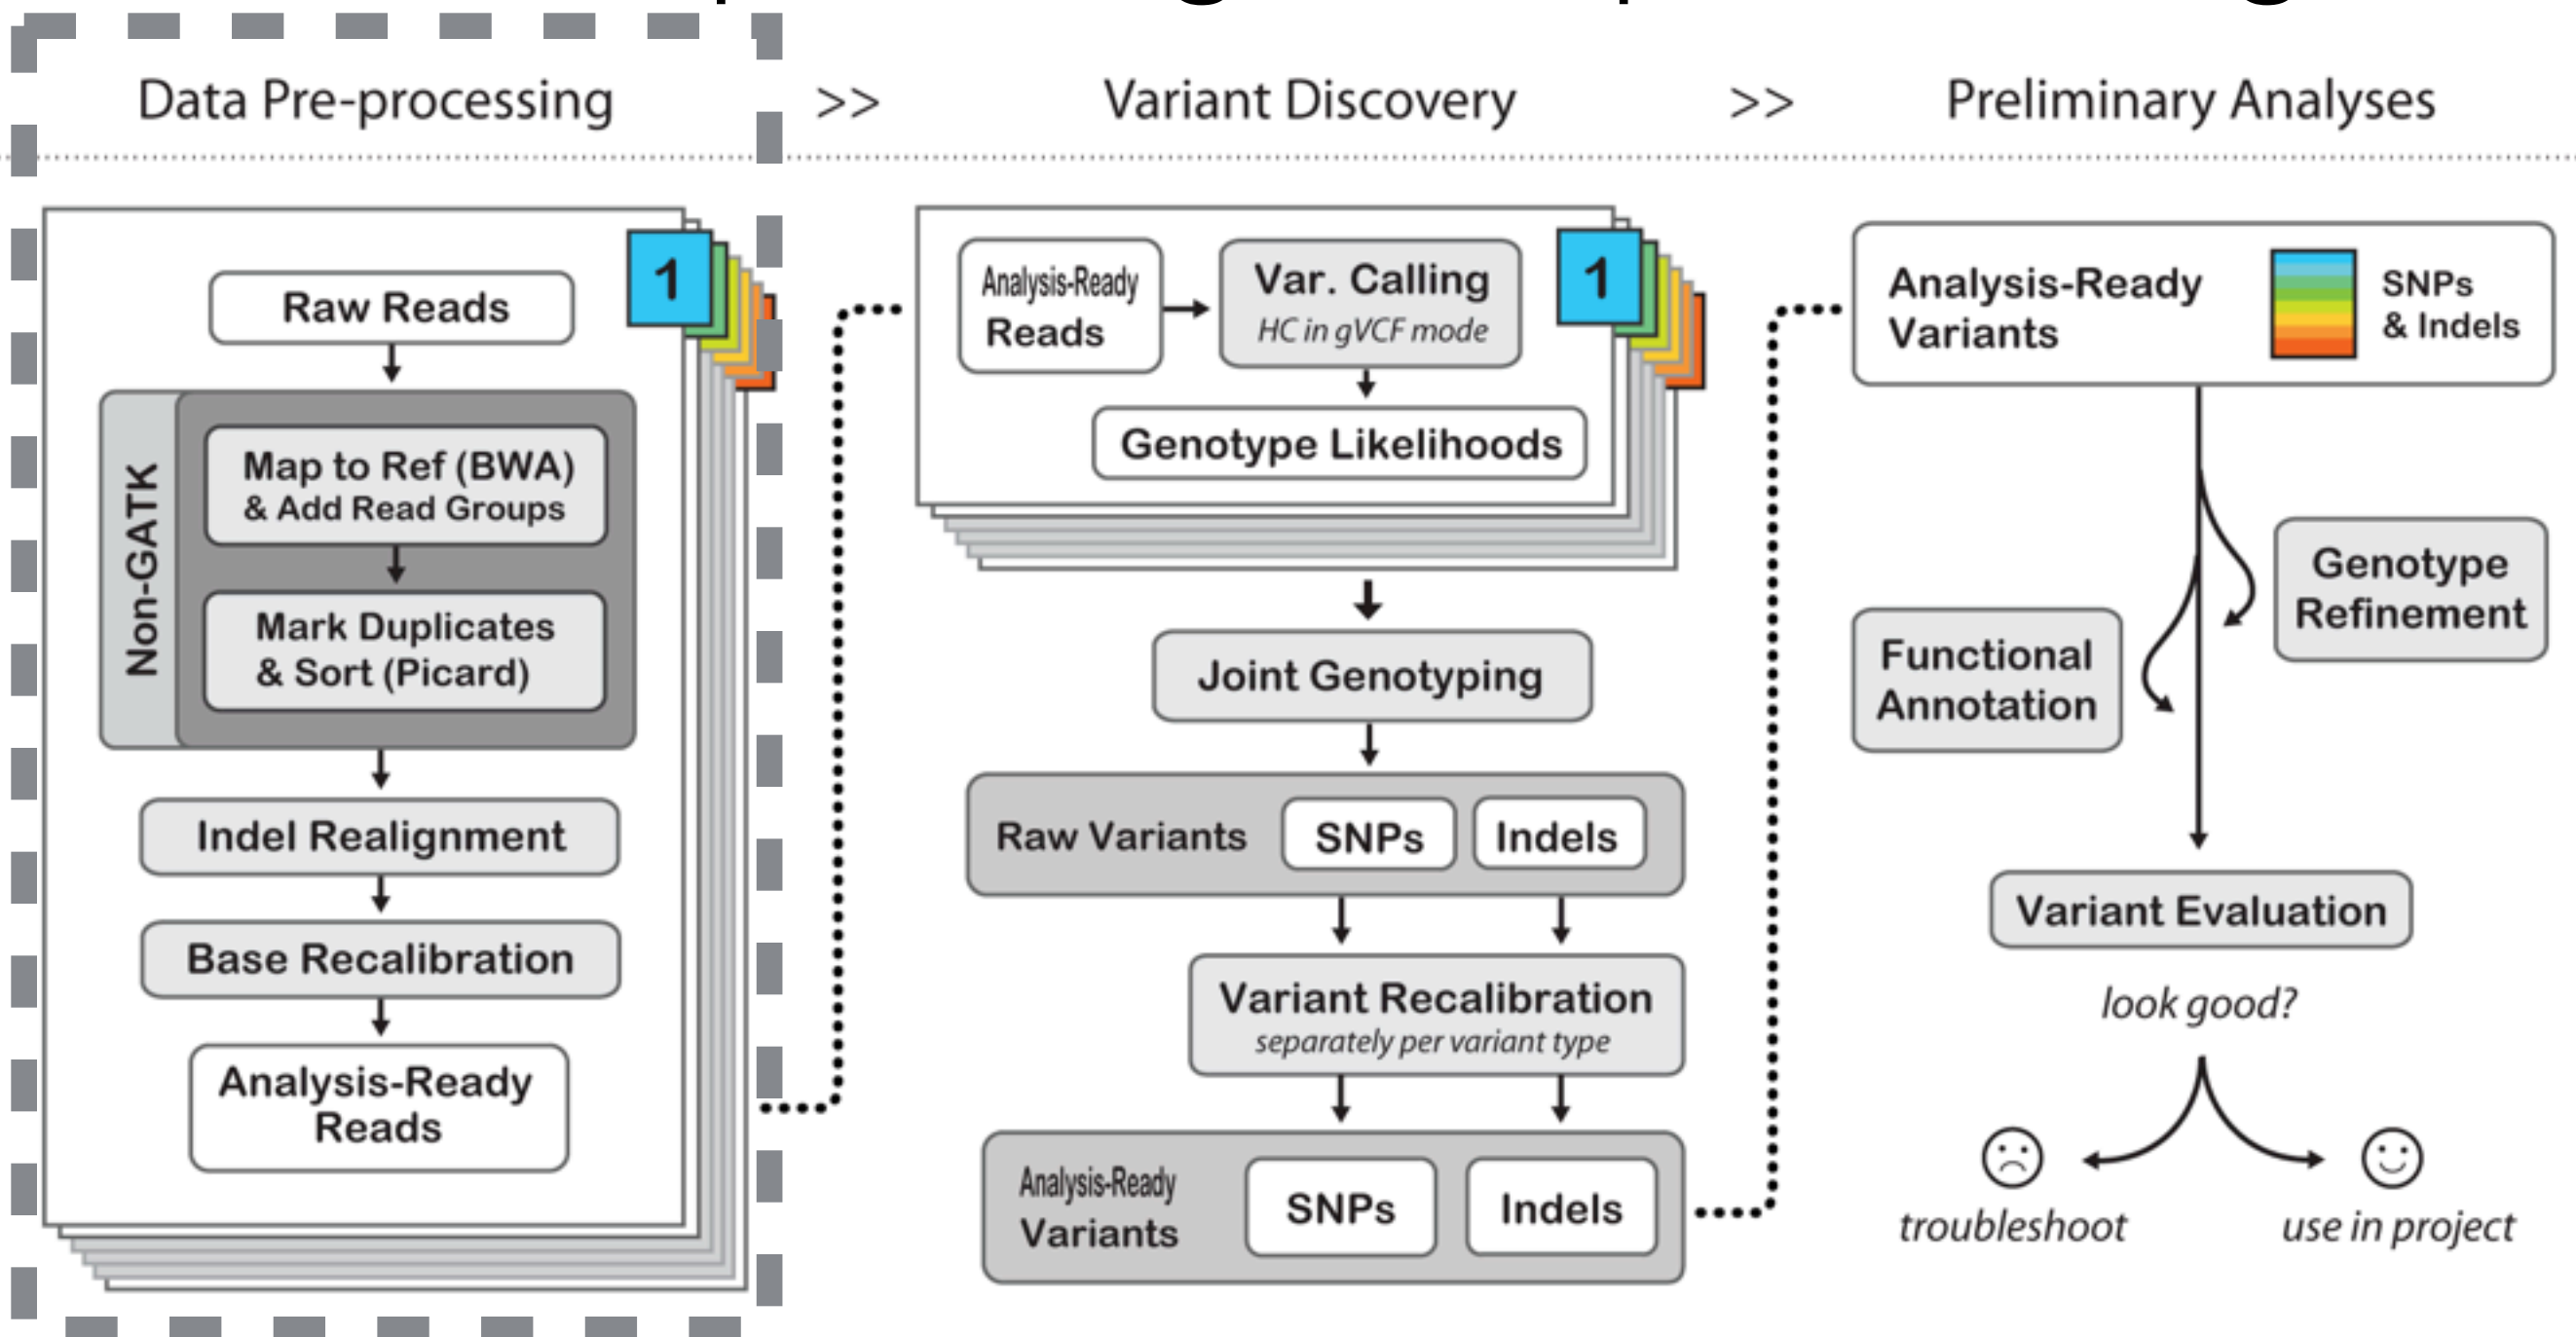 Data Pre-processing
>>
Variant Discovery
>>
Preliminary Analyses
1
Raw Reads
Non-GATK
Map to Ref (BWA)
& Add Read Groups
Mark Duplicates
& Sort (Picard)
Indel Realignment
Base Recalibration
Analysis-Ready
Reads
1
Analysis-Ready
Reads
Var. Calling
HC in gVCF mode
Genotype Likelihoods
Joint Genotyping
Raw Variants
SNPs
Indels
Variant Recalibration
separately per variant type
Analysis-Ready
Variants
SNPs
Indels
Analysis-Ready
Variants
SNPs
& Indels
Genotype
Refinement
Functional
Annotation
Variant Evaluation
look good?
troubleshoot
use in project